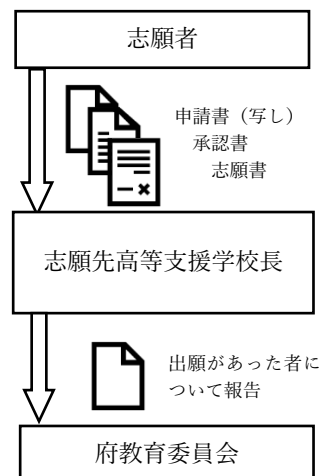 志願者
申請書（写し）
承認書
志願書
志願先高等支援学校長
出願があった者に
ついて報告
府教育委員会